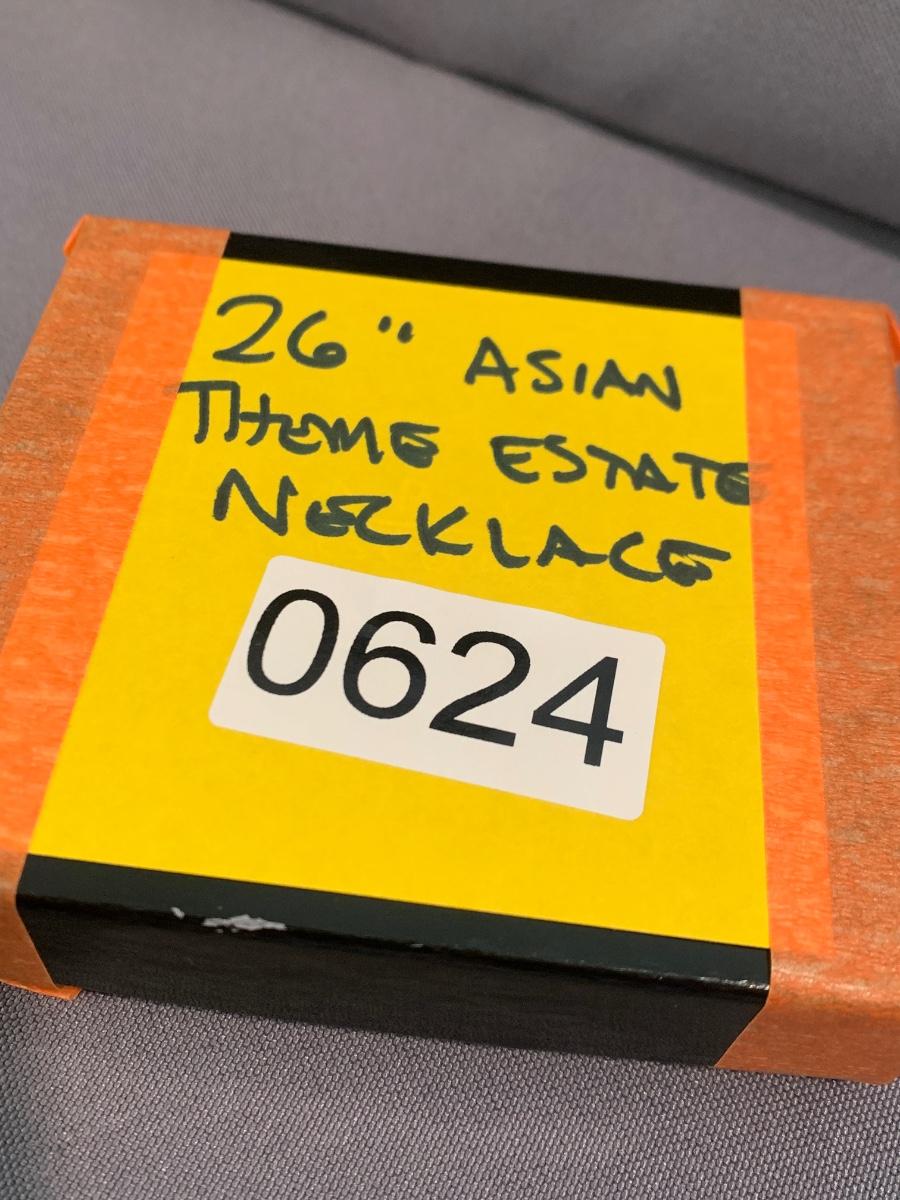 26" ASIAN
THEME ESTATE
NECKLACE
0624